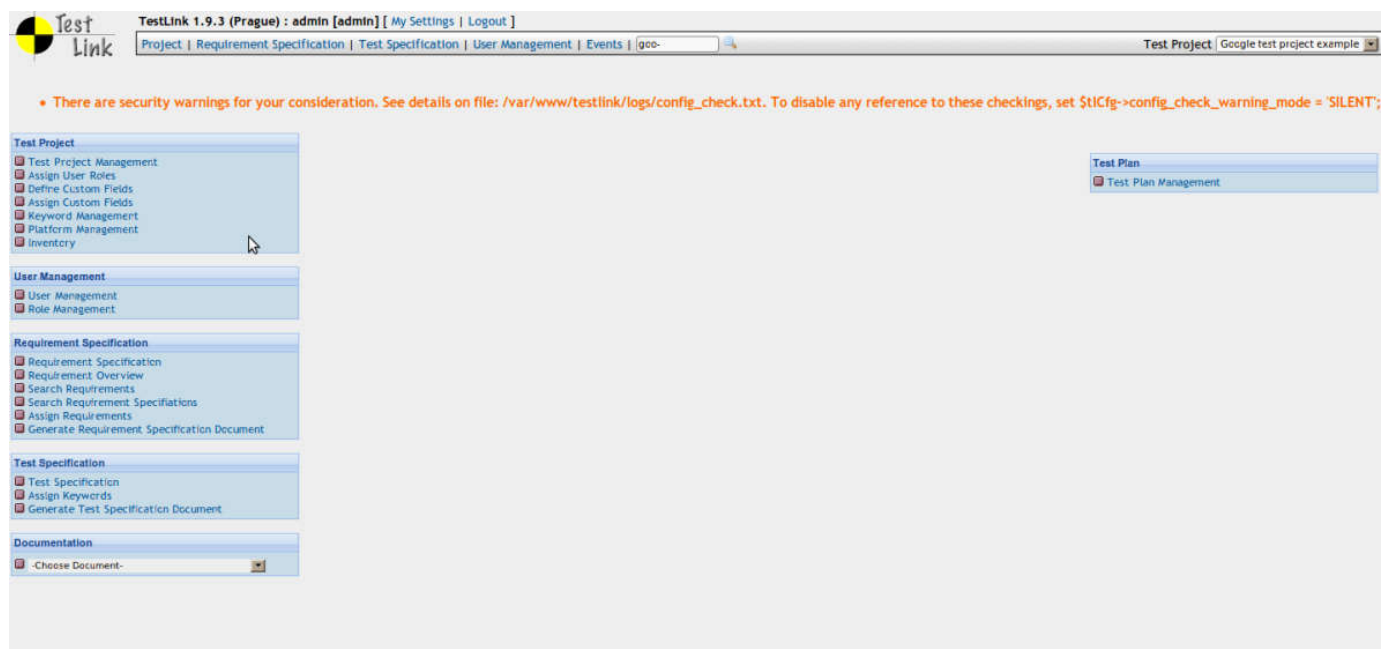 Test
Link
TestLink 1.9.3 (Prague) : admin [admin] [ My Settings | Logout ]
Project | Requirement Specification | Test Specification | User Management | Events | goo-
Test Project Google test project example
• There are security warnings for your consideration. See details on file: /var/www/testlink/logs/config_check.txt. To disable any reference to these checkings, set $tlCfg->config_check_warning_mode = 'SILENT';
Test Project
Test Project Management
Assign User Roles
Define Custom Fields
Assign Custom Fields
Keyword Management
Platform Management
Inventory
User Management
User Management
Role Management
Requirement Specification
Requirement Specification
Requirement Overview
Search Requirements
Search Requirement Specifiations
Assign Requirements
Generate Requirement Specification Document
Test Specification
Test Specification
Assign Keywords
Generate Test Specification Document
Documentation
-Choose Document-
Test Plan
Test Plan Management